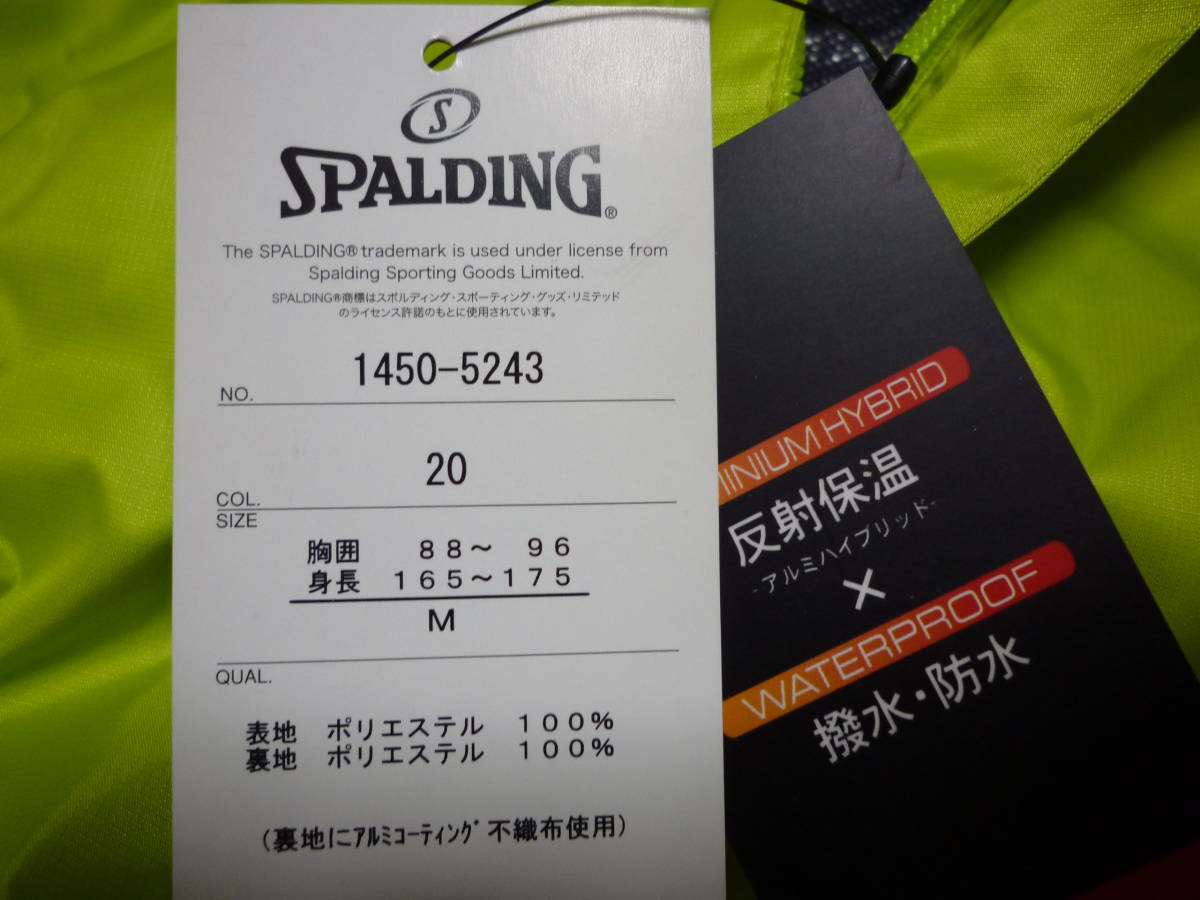 S
SPALDING®
The SPALDING® trademark is used under license from
Spalding Sporting Goods Limited.
SPALDING®商標はスポルディング・スポーティング・グッズ・リミテッド
のライセンス許諾のもとに使用されています。
NO. 1450-5243
COL. 20
SIZE
胸囲 88～ 96
身長 165～175
M
QUAL.
表地 ポリエステル 100%
裏地 ポリエステル 100%
(裏地にｱﾙﾐｺｰﾃｨﾝｸﾞ不織布使用)
HYBRID
反射保温
-アルミハイブリッド-
×
WATERPROOF
撥水・防水